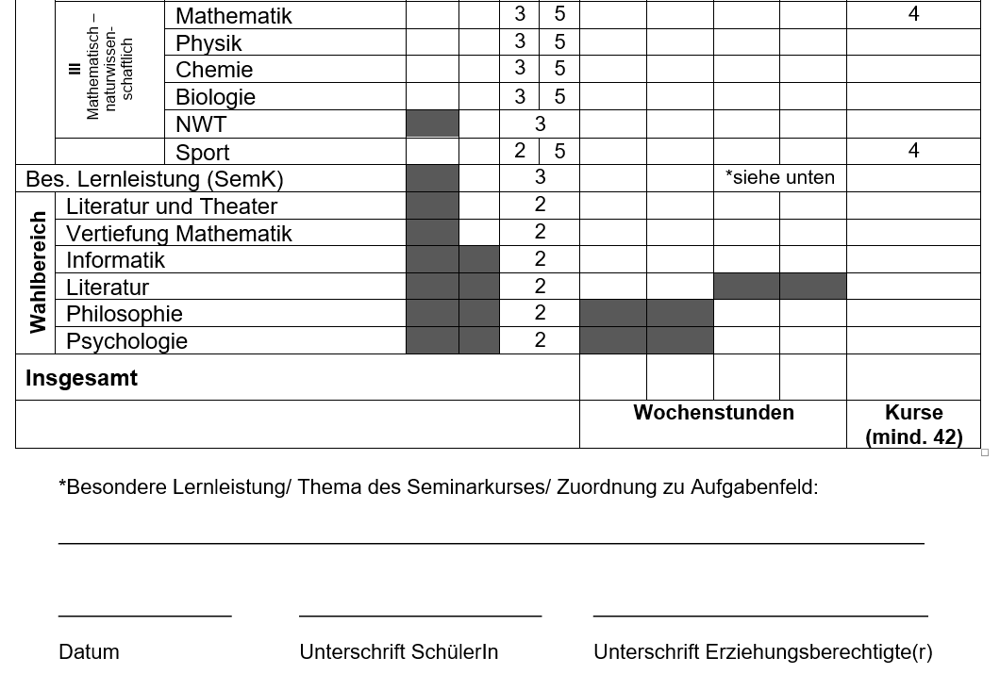 III
Mathematisch –
naturwissen-
schaftlich
Mathematik 3 5 4
Physik 3 5
Chemie 3 5
Biologie 3 5
NWT 3
Sport 2 5 4
Bes. Lernleistung (SemK) 3 *siehe unten
Wahlbereich
Literatur und Theater 2
Vertiefung Mathematik 2
Informatik 2
Literatur 2
Philosophie 2
Psychologie 2
Insgesamt
Wochenstunden Kurse
(mind. 42)
*Besondere Lernleistung/ Thema des Seminarkurses/ Zuordnung zu Aufgabenfeld:
Datum Unterschrift SchülerIn Unterschrift Erziehungsberechtigte(r)